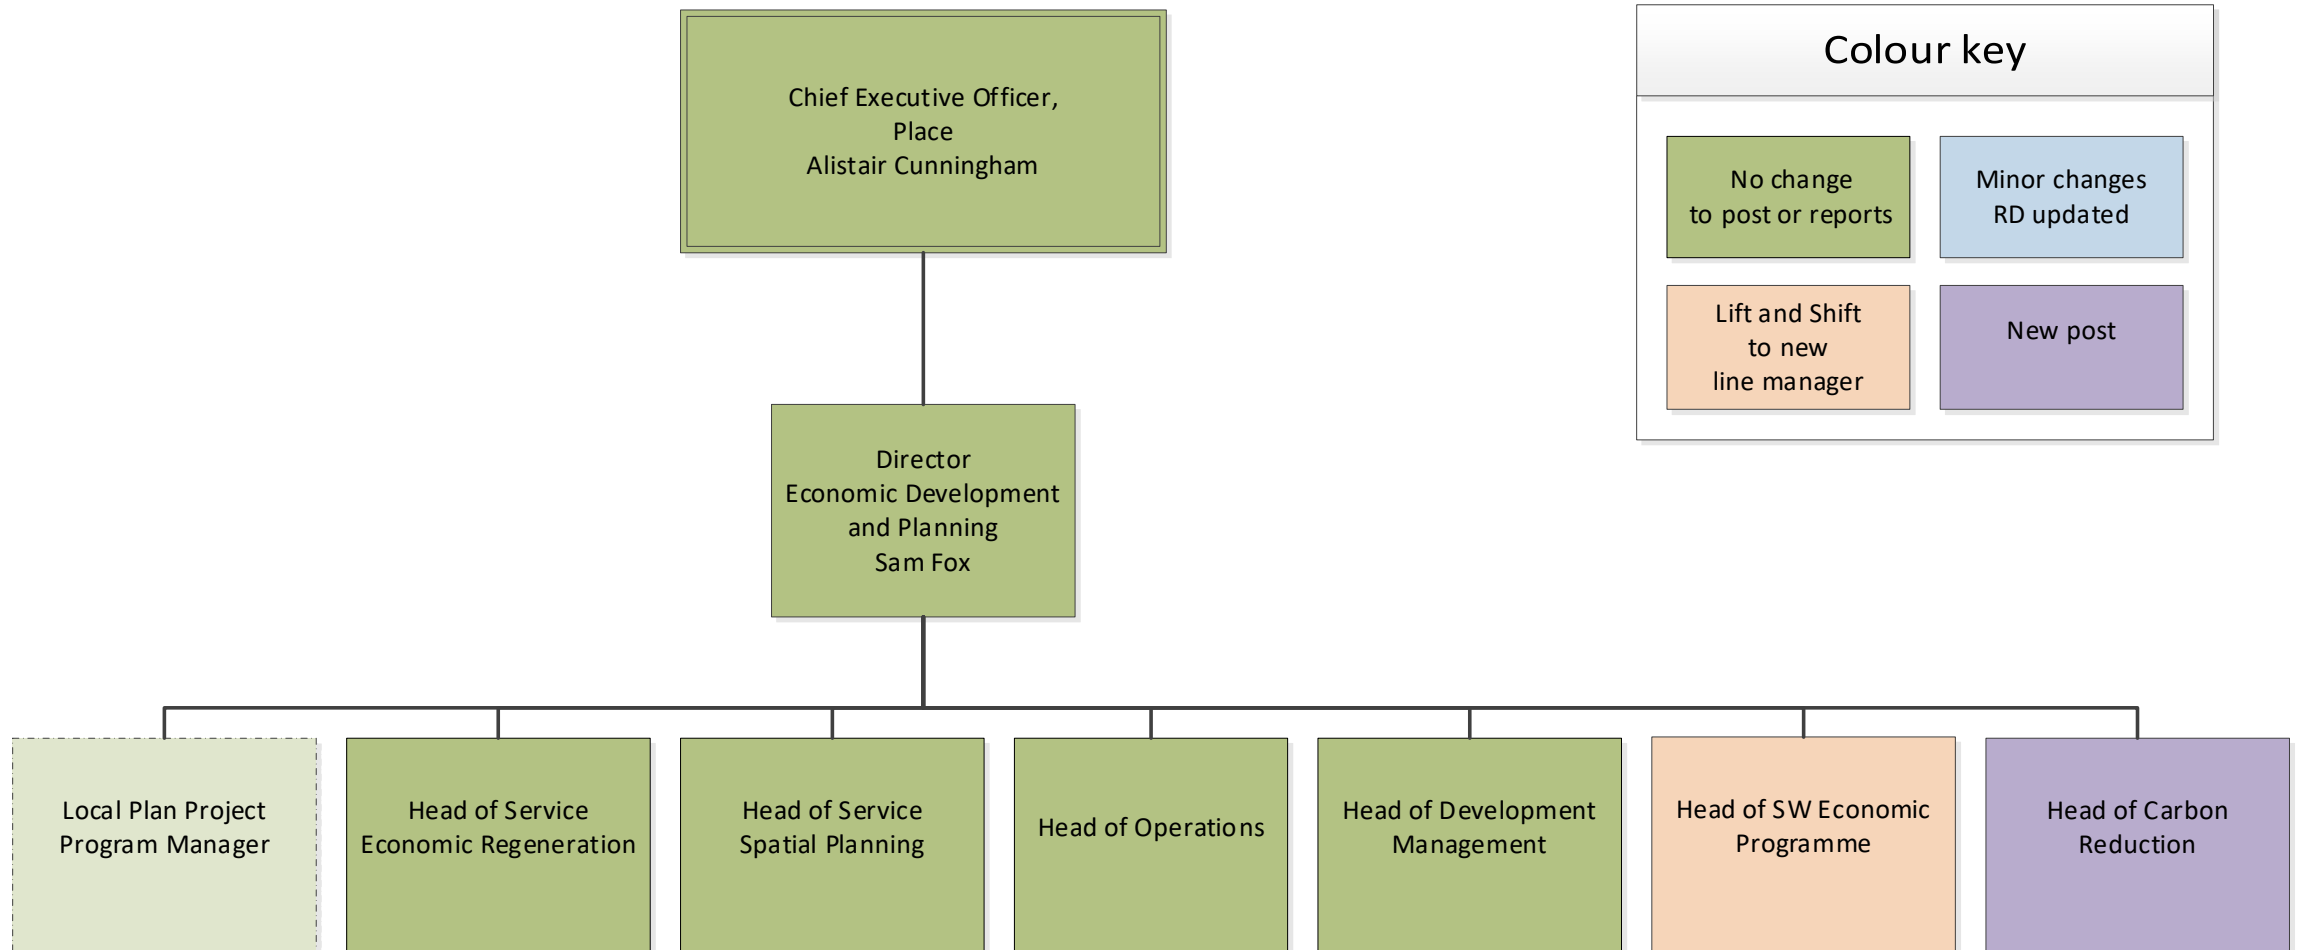 Chief Executive Officer,
Place
Alistair Cunningham
Colour key
No change
to post or reports
Minor changes
RD updated
Lift and Shift
to new
line manager
New post
Director
Economic Development
and Planning
Sam Fox
Local Plan Project
Program Manager
Head of Service
Economic Regeneration
Head of Service
Spatial Planning
Head of Operations
Head of Development
Management
Head of SW Economic
Programme
Head of Carbon
Reduction